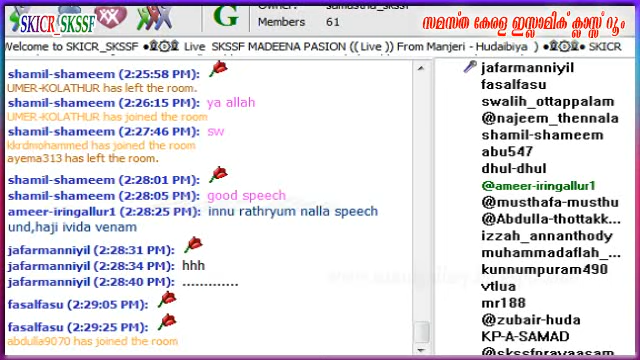 SKICR_SKSSF
Owner: samastha_skssf
Members 61
സമസ്ത കേരള ഇസ്ലാമിക് ക്ലാസ്സ് റൂം
Welcome to SKICR_SKSSF Live SKSSF MADEENA PASION (( Live )) From Manjeri - Hudaibiya ) SKICR
shamil-shameem (2:25:58 PM):
UMER-KOLATHUR has left the room.
shamil-shameem (2:26:15 PM): ya allah
UMER-KOLATHUR has joined the room
shamil-shameem (2:27:46 PM): sw
kkrdmohammed has joined the room
ayema313 has left the room.
shamil-shameem (2:28:01 PM):
shamil-shameem (2:28:05 PM): good speech
ameer-iringallur1 (2:28:25 PM): innu rathryum nalla speech
und,haji ivida venam
jafarmanniyil (2:28:31 PM):
jafarmanniyil (2:28:34 PM): hhh
jafarmanniyil (2:28:40 PM): .............
fasalfasu (2:29:05 PM):
fasalfasu (2:29:25 PM):
abdulla9070 has joined the room
jafarmanniyil
fasalfasu
swalih_ottappalam
@najeem_thennala
shamil-shameem
abu547
dhul-dhul
@ameer-iringallur1
@musthafa-musthu
@Abdulla-thottakk...
izzah_annanthody
muhammadaflah_...
kunnumpuram490
vtlua
mr188
@zubair-huda
KP-A-SAMAD
@skssfpravaasam